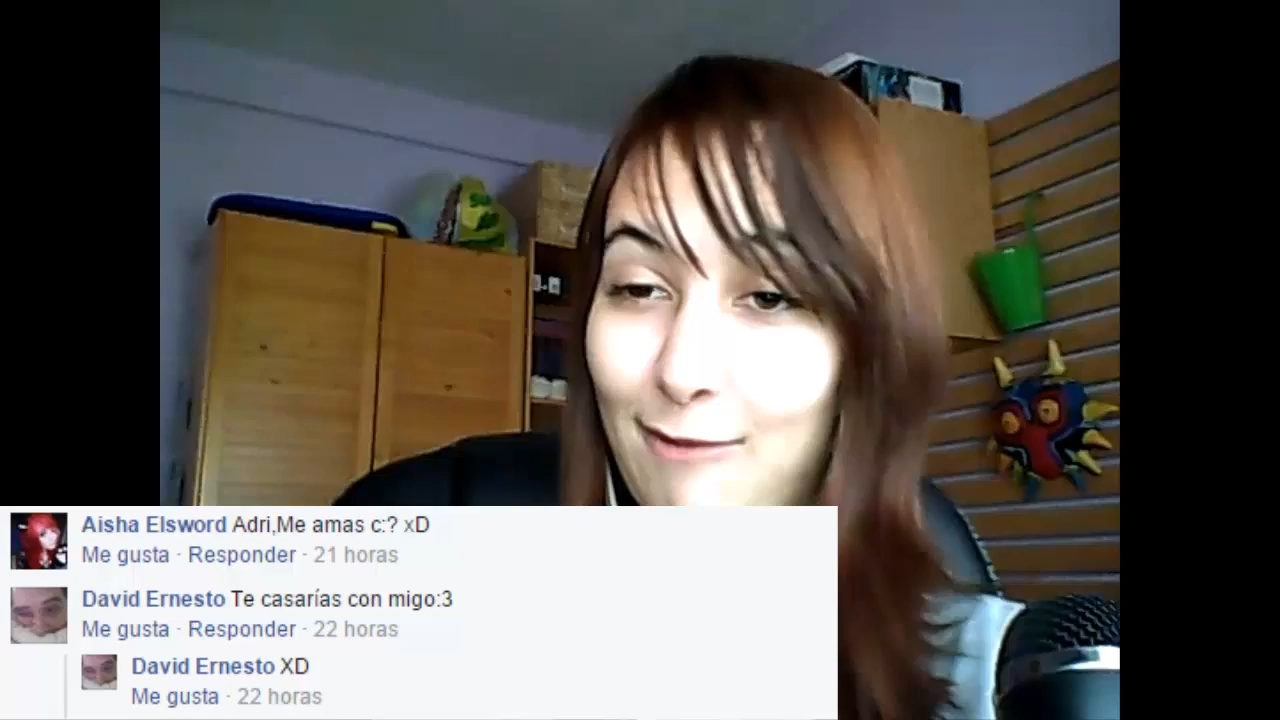 Aisha Elsword Adri,Me amas c:? xD
Me gusta · Responder · 21 horas
David Ernesto Te casarías con migo:3
Me gusta · Responder · 22 horas
David Ernesto XD
Me gusta · 22 horas